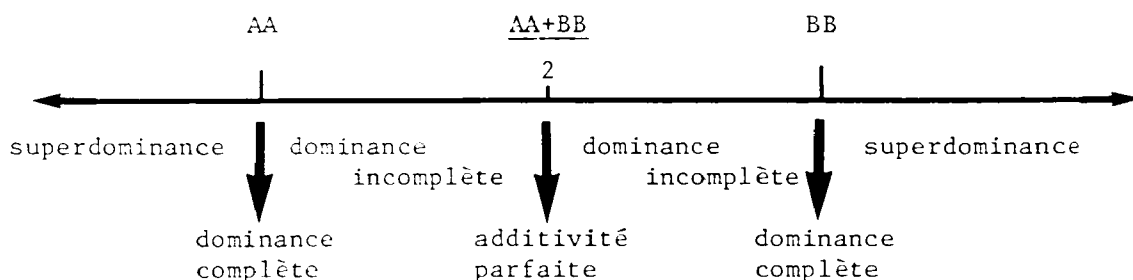 AA AA+BB BB
2
superdominance dominance dominance superdominance
incomplète incomplète
dominance additivité dominance
complète parfaite complète